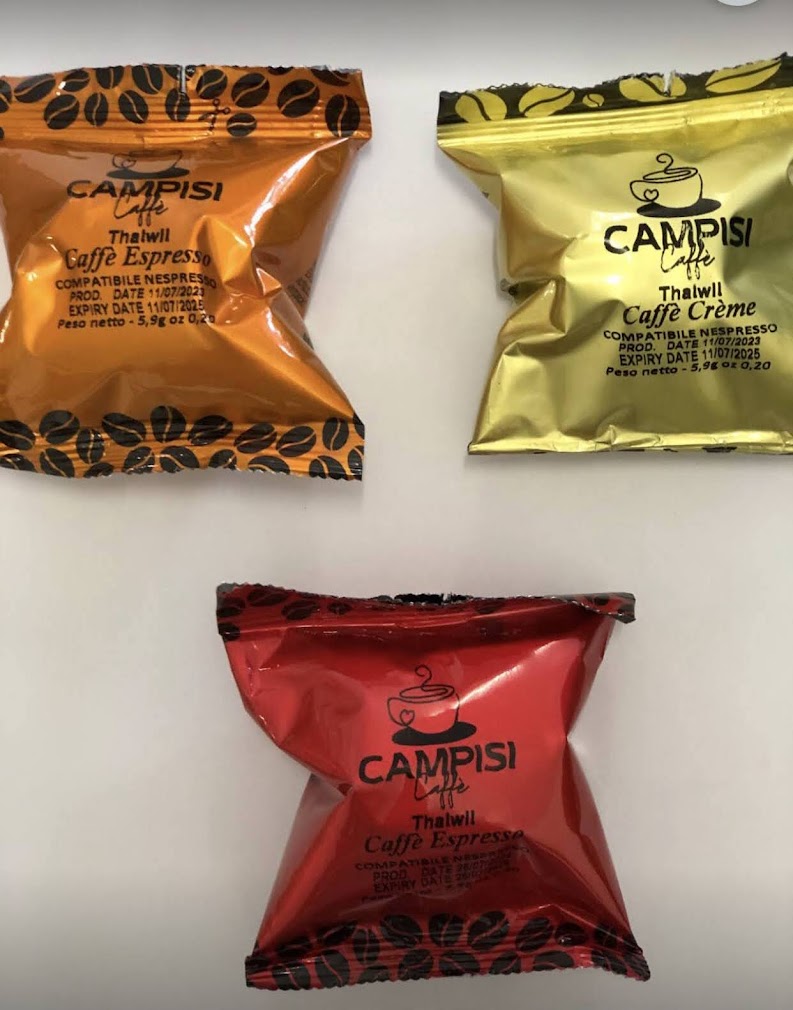 CAMPISI
Caffè
Thalwil
Caffè Espresso
COMPATIBILE NESPRESSO
PROD. DATE 11/07/2023
EXPIRY DATE 11/07/2025
Peso netto - 5,9g oz 0,20
CAMPISI
Caffè
Thalwil
Caffè Crème
COMPATIBILE NESPRESSO
PROD. DATE 11/07/2023
EXPIRY DATE 11/07/2025
Peso netto - 5,9g oz 0,20
CAMPISI
Caffè
Thalwil
Caffè Espresso
COMPATIBILE NESPRESSO
PROD. DATE
EXPIRY DATE